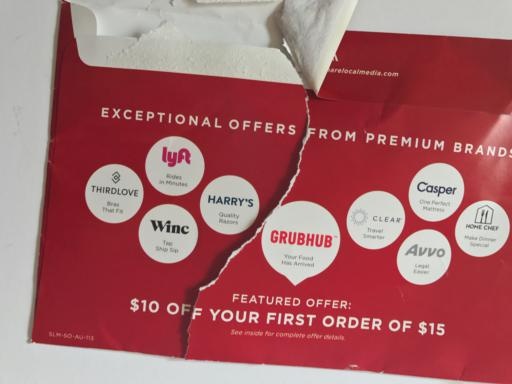 arelocalmedia.com
EXCEPTIONAL OFFERS FROM PREMIUM BRANDS
lyft
Rides
in Minutes
THIRDLOVE
Bras
That Fit
HARRY'S
Quality
Razors
Winc
Tap
Ship Sip
GRUBHUB™
Your Food
Has Arrived
CLEAR
Travel
Smarter
Casper
One Perfect
Mattress
HOME CHEF
Make Dinner
Special
Avvo
Legal
Easier
FEATURED OFFER:
$10 OFF YOUR FIRST ORDER OF $15
See inside for complete offer details.
SLM-SO-AU-113